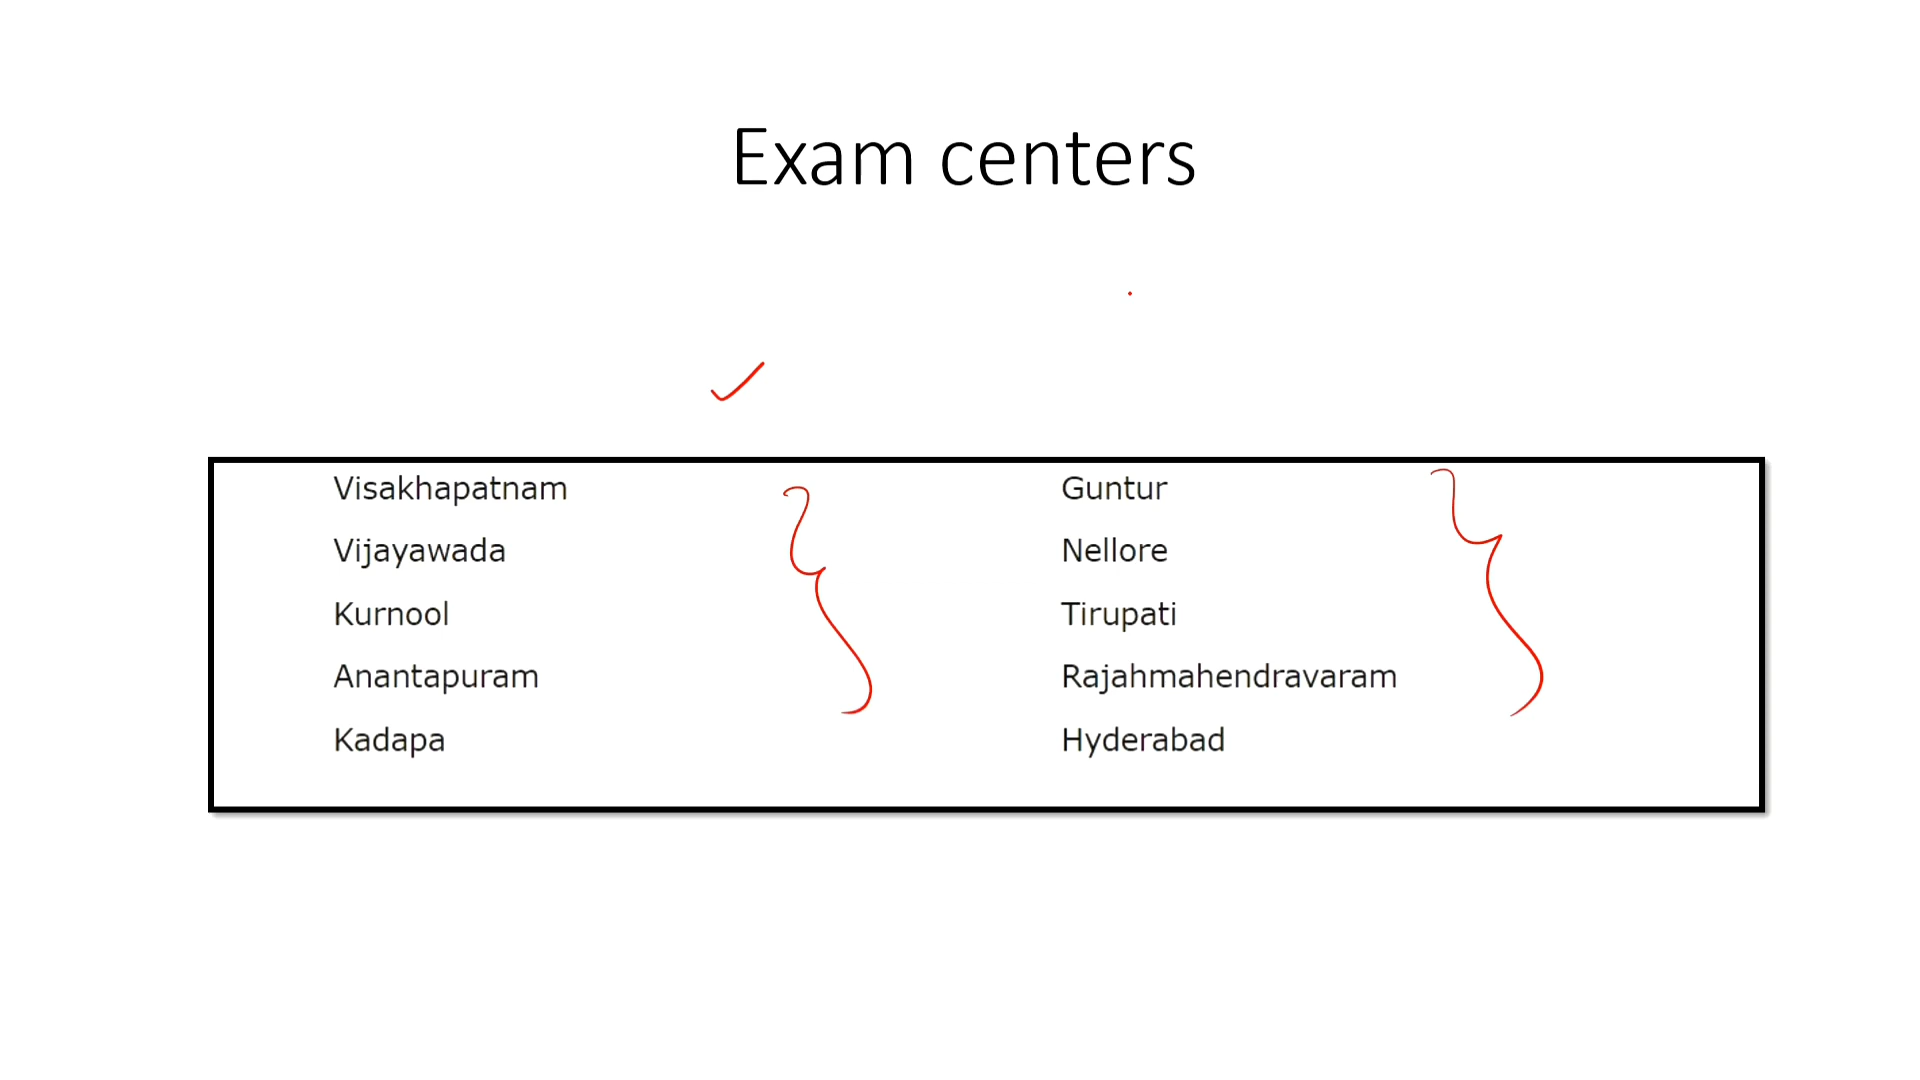 Exam centers
Visakhapatnam
Vijayawada
Kurnool
Anantapuram
Kadapa
Guntur
Nellore
Tirupati
Rajahmahendravaram
Hyderabad